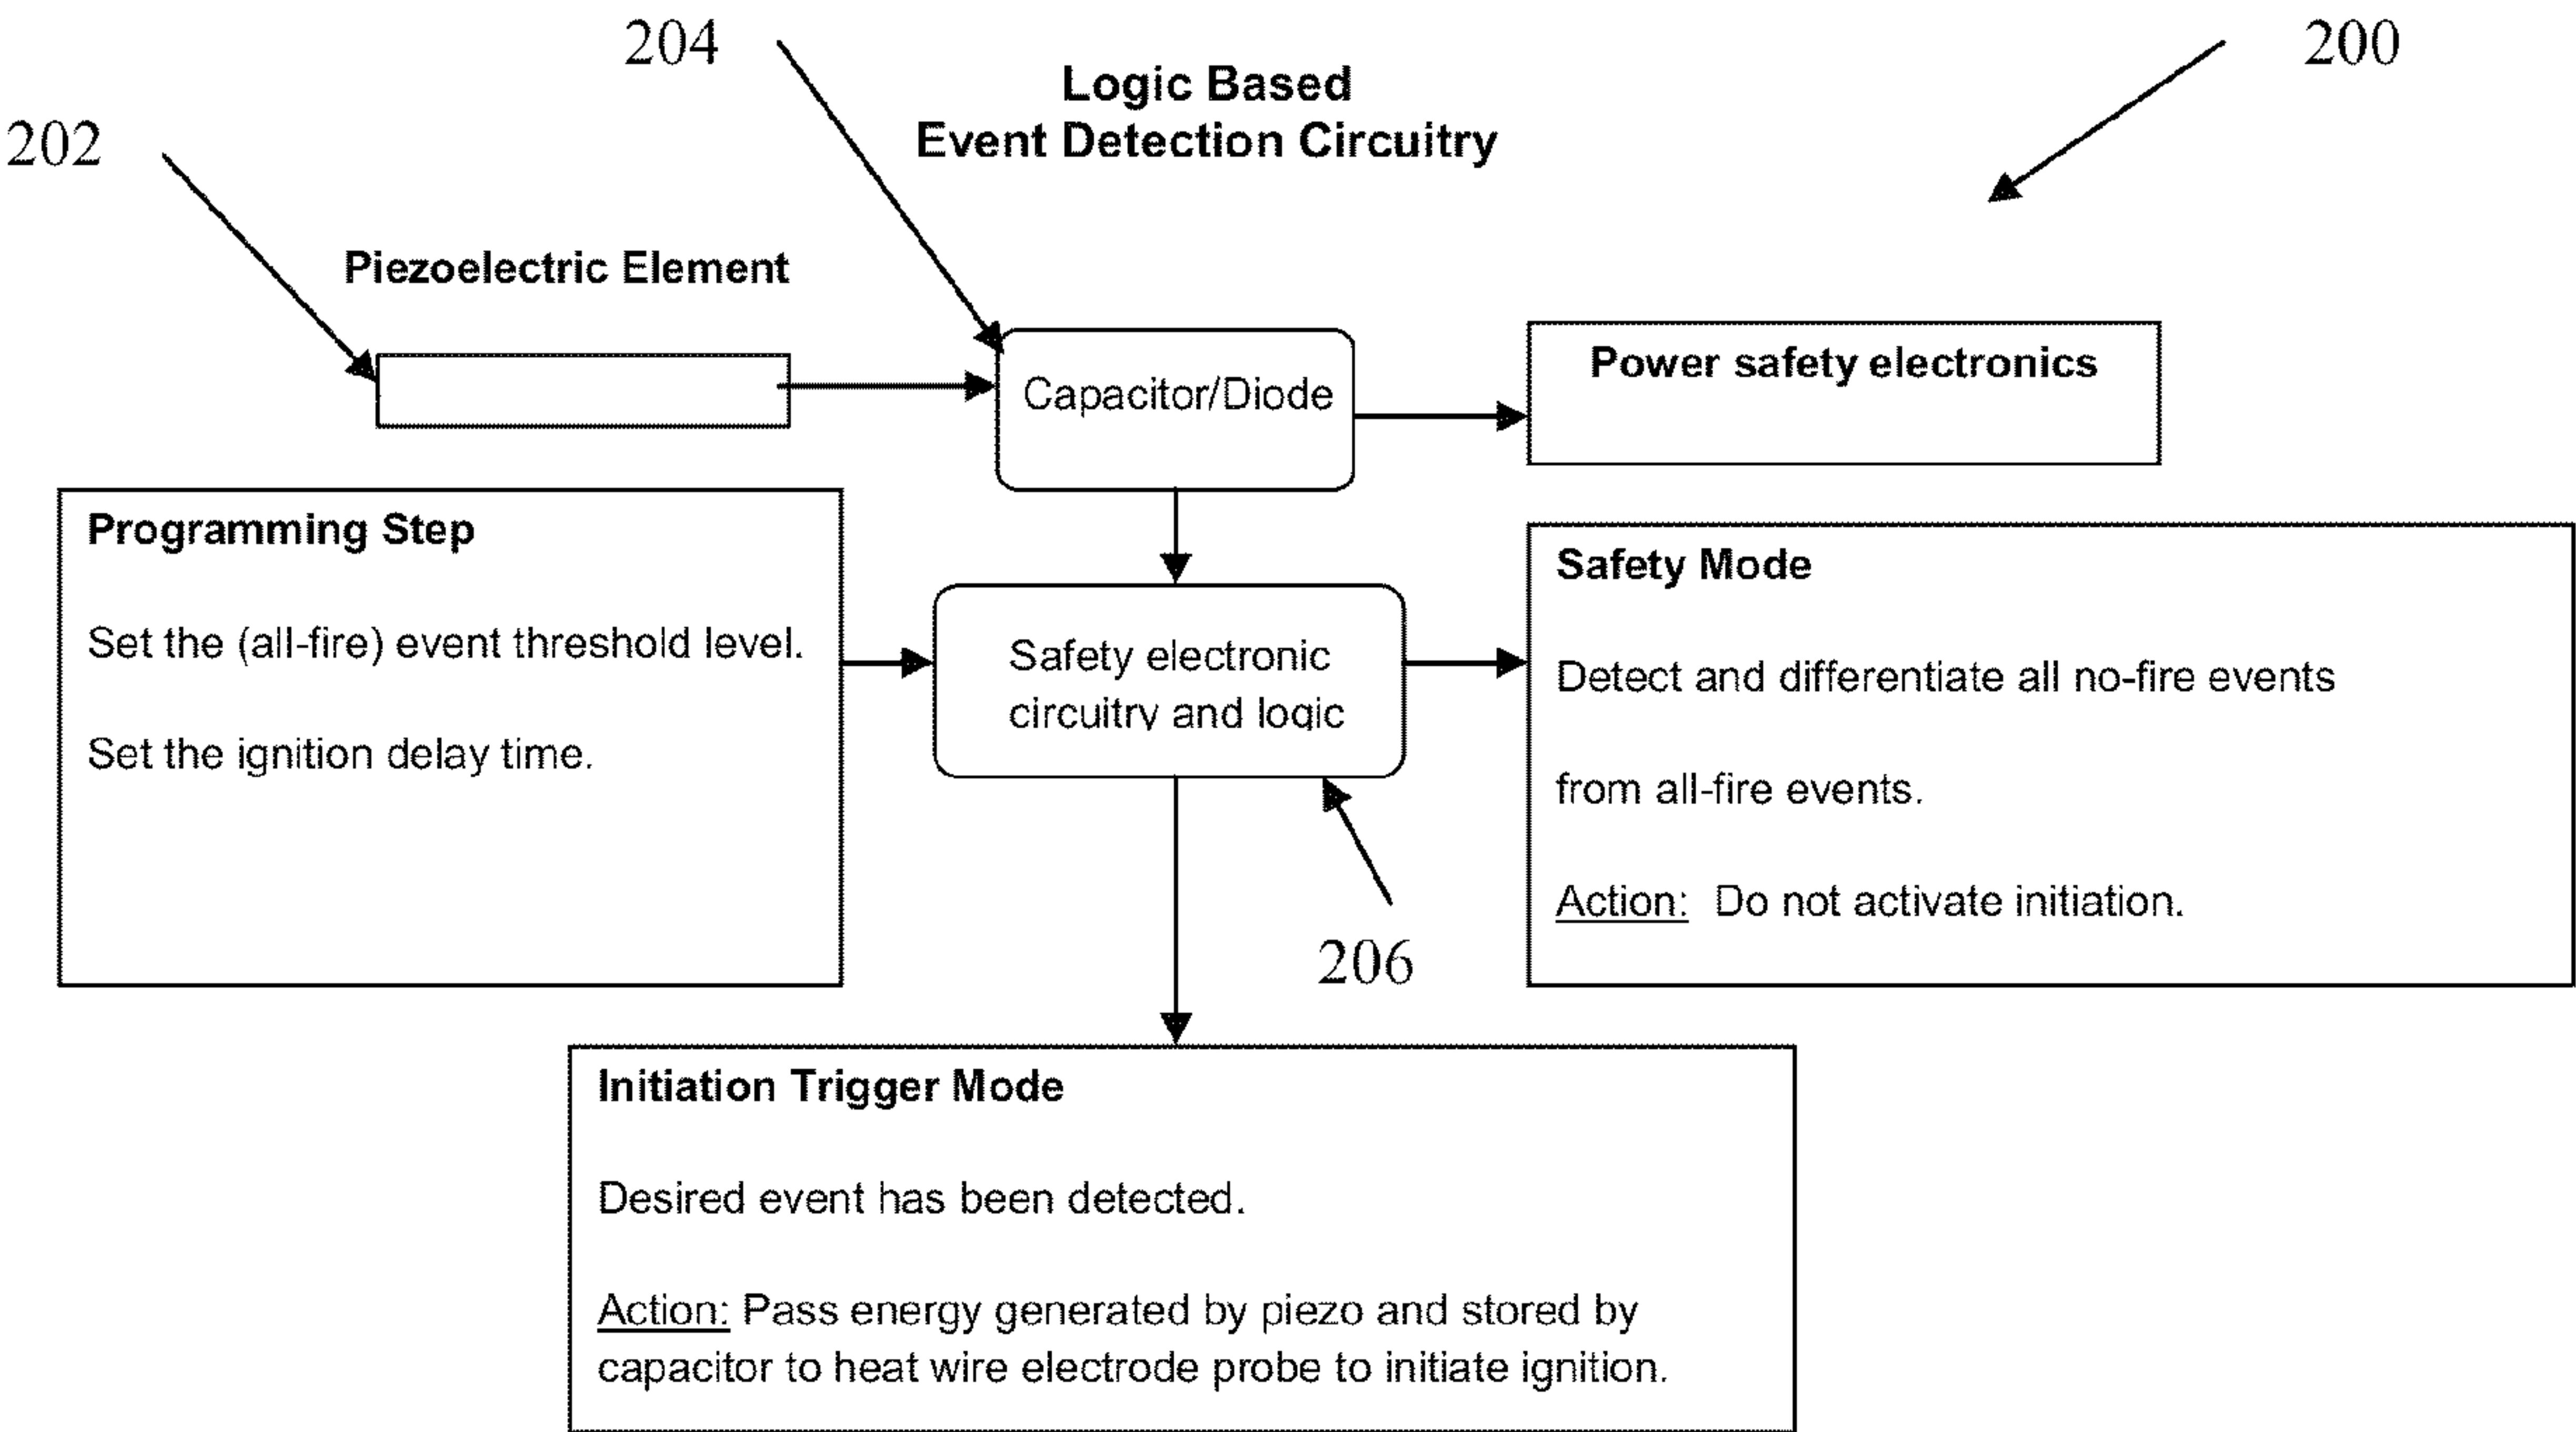 204
200
Logic Based
Event Detection Circuitry
202
Piezoelectric Element
Capacitor/Diode
Power safety electronics
Programming Step
Set the (all-fire) event threshold level.
Set the ignition delay time.
Safety electronic
circuitry and logic
Safety Mode
Detect and differentiate all no-fire events
from all-fire events.
Action: Do not activate initiation.
206
Initiation Trigger Mode
Desired event has been detected.
Action: Pass energy generated by piezo and stored by
capacitor to heat wire electrode probe to initiate ignition.